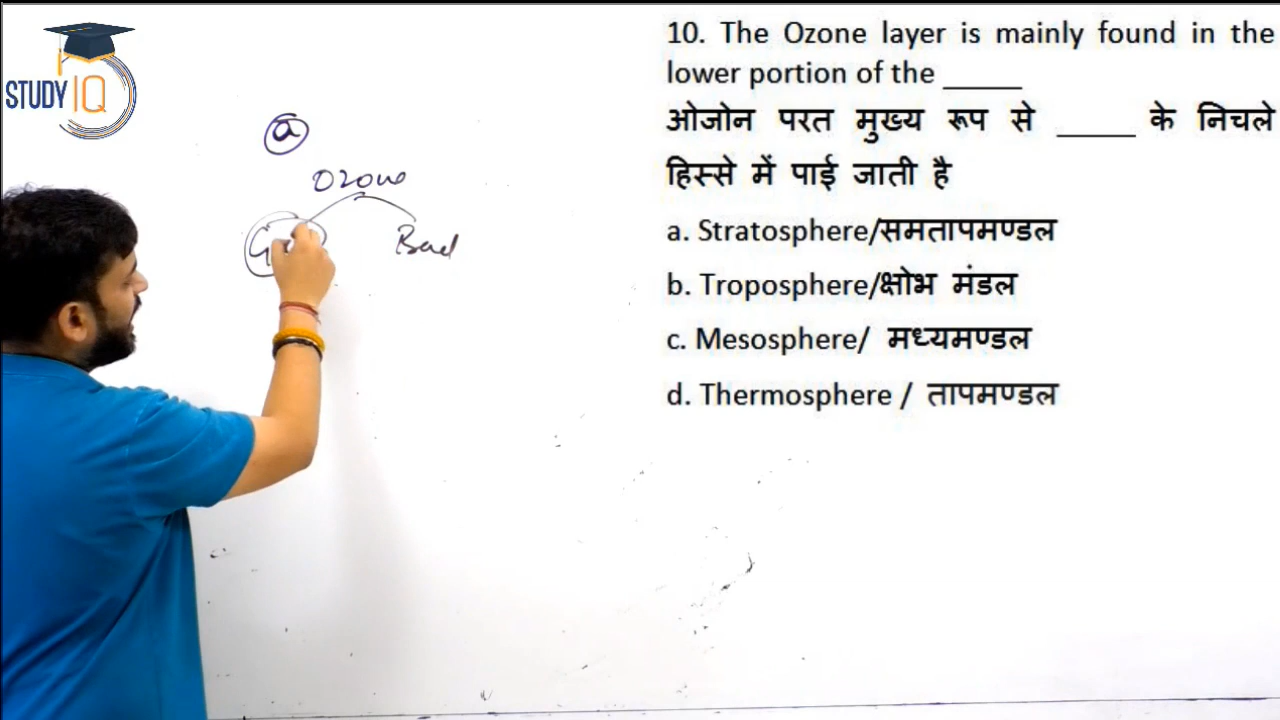 STUDY IQ
a
Ozone
Bad
10. The Ozone layer is mainly found in the
lower portion of the _____
ओजोन परत मुख्य रूप से _____ के निचले
हिस्से में पाई जाती है
a. Stratosphere/समतापमण्डल
b. Troposphere/क्षोभ मंडल
c. Mesosphere/ मध्यमण्डल
d. Thermosphere / तापमण्डल